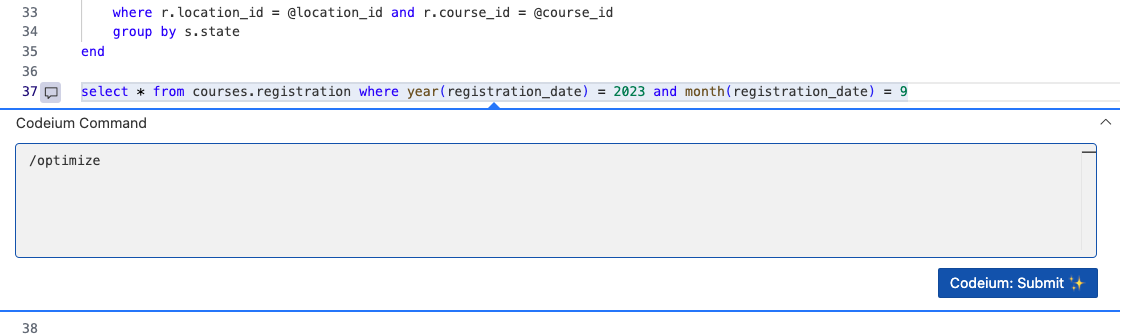 33 where r.location_id = @location_id and r.course_id = @course_id
34 group by s.state
35 end
36
37 select * from courses.registration where year(registration_date) = 2023 and month(registration_date) = 9
Codeium Command
/optimize
Codeium: Submit ✨
38